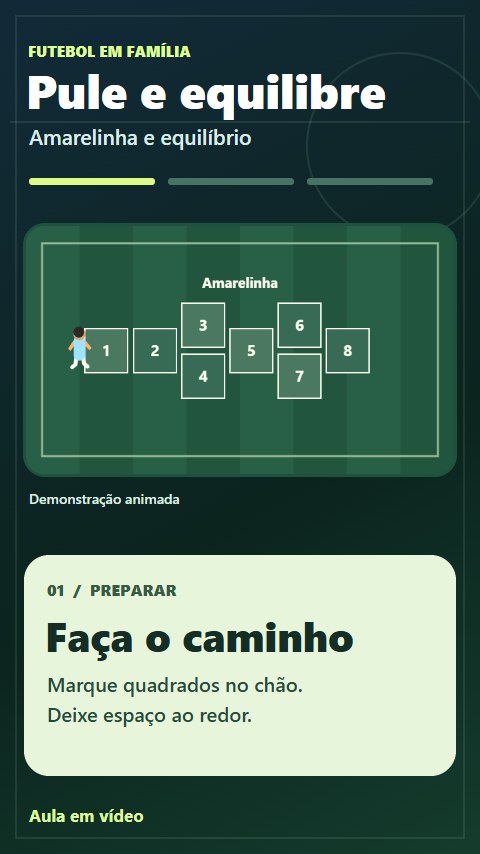 FUTEBOL EM FAMÍLIA
Pule e equilibre
Amarelinha e equilíbrio
Amarelinha
1
2
3
4
5
6
7
8
Demonstração animada
01 / PREPARAR
Faça o caminho
Marque quadrados no chão.
Deixe espaço ao redor.
Aula em vídeo